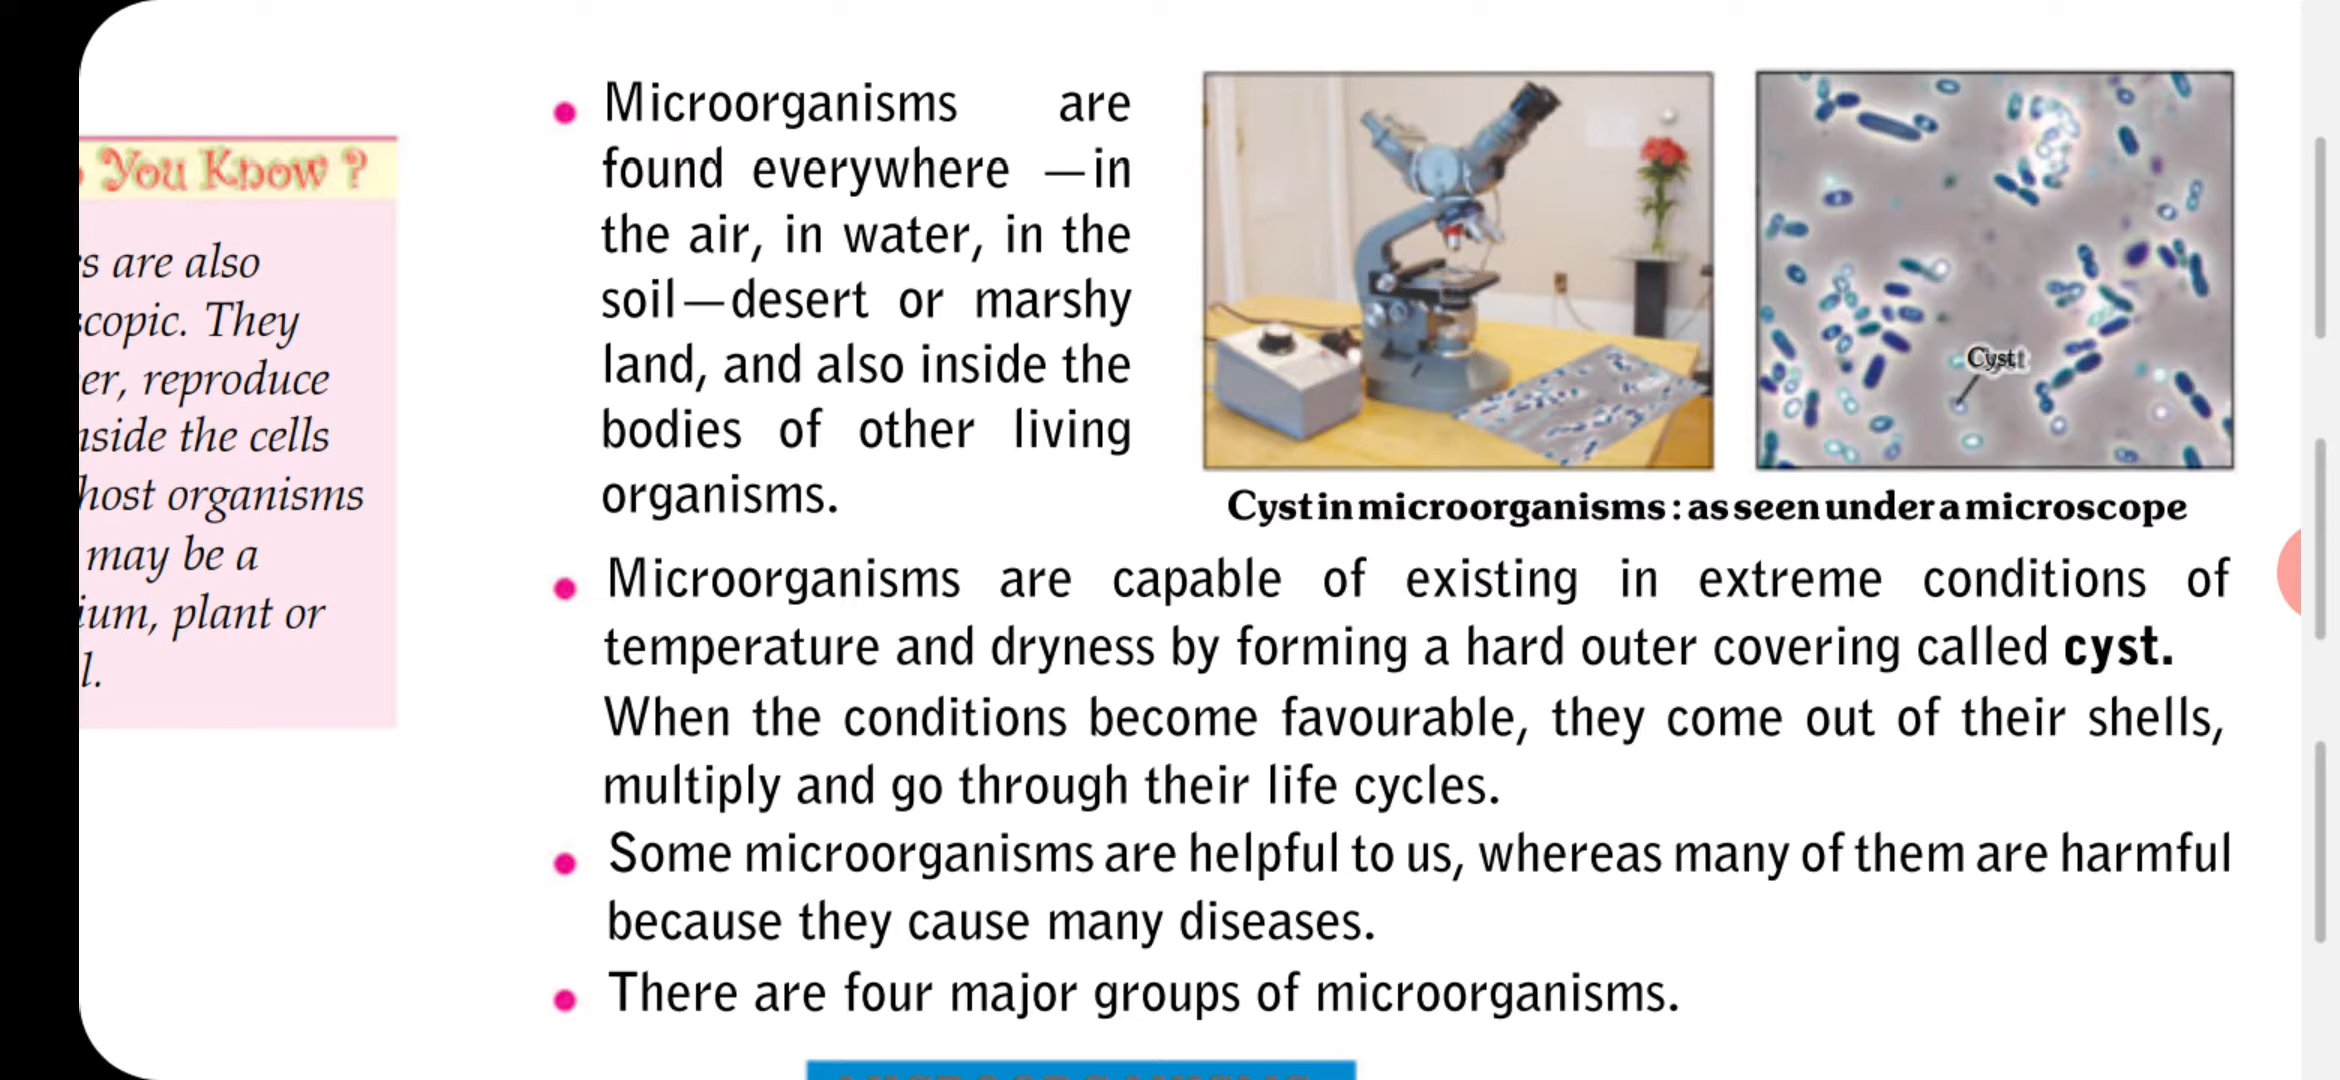 You Know ?
are also
They
reproduce
the cells
host organisms
may be a
plant or
• Microorganisms are
found everywhere —in
the air, in water, in the
soil—desert or marshy
land, and also inside the
bodies of other living
organisms.
Cyst
Cyst in microorganisms : as seen under a microscope
• Microorganisms are capable of existing in extreme conditions of
temperature and dryness by forming a hard outer covering called cyst.
When the conditions become favourable, they come out of their shells,
multiply and go through their life cycles.
• Some microorganisms are helpful to us, whereas many of them are harmful
because they cause many diseases.
• There are four major groups of microorganisms.